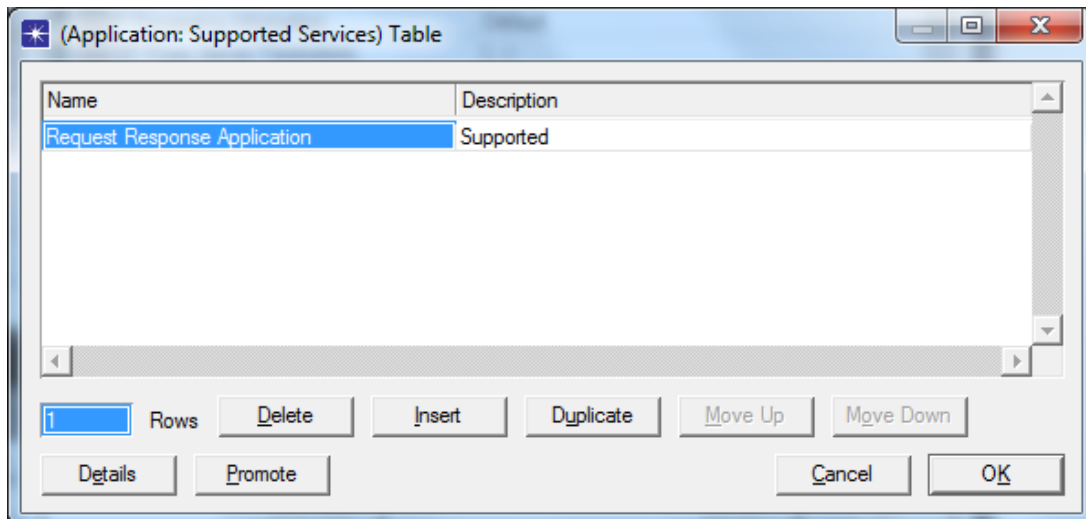 (Application: Supported Services) Table
Name Description
Request Response Application Supported
1 Rows Delete Insert Duplicate Move Up Move Down
Details Promote Cancel OK